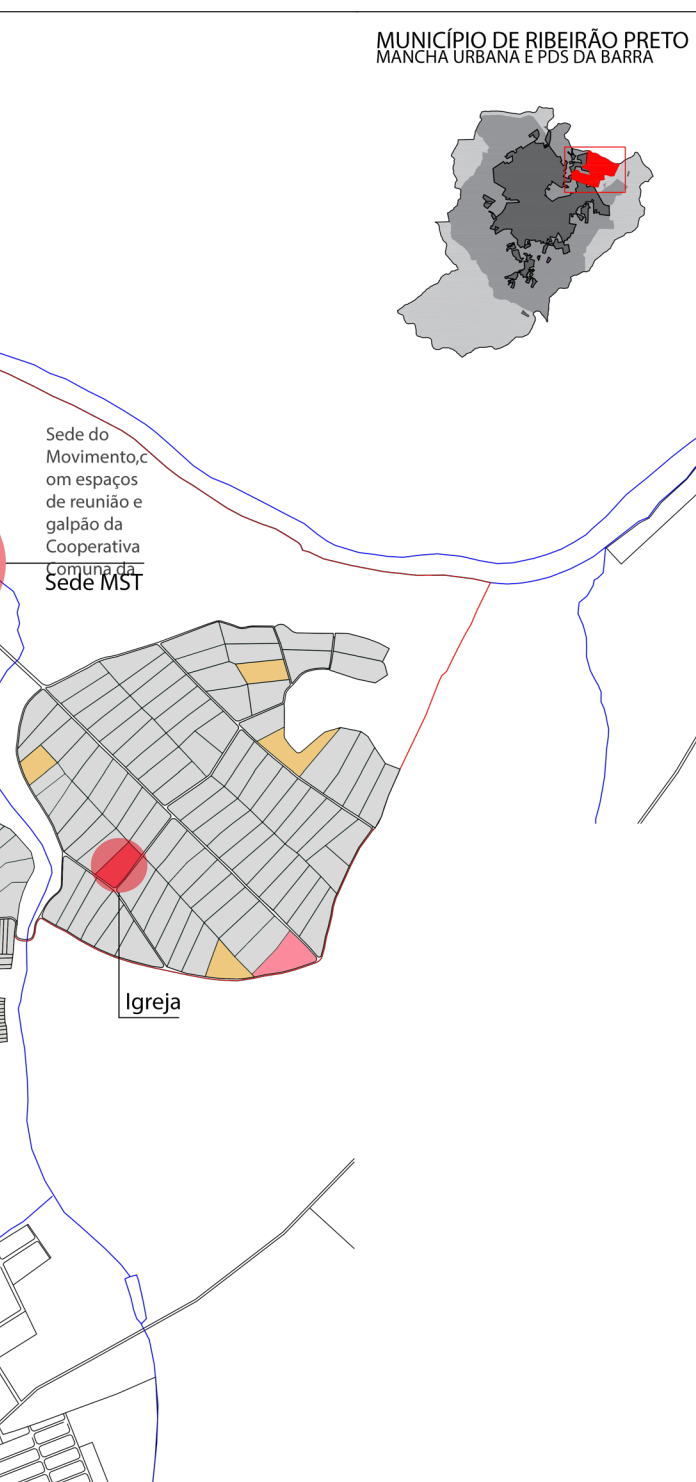 MUNICÍPIO DE RIBEIRÃO PRETO
MANCHA URBANA E PDS DA BARRA
Sede do
Movimento,c
om espaços
de reunião e
galpão da
Cooperativa
Comuna da
Sede MST
Igreja